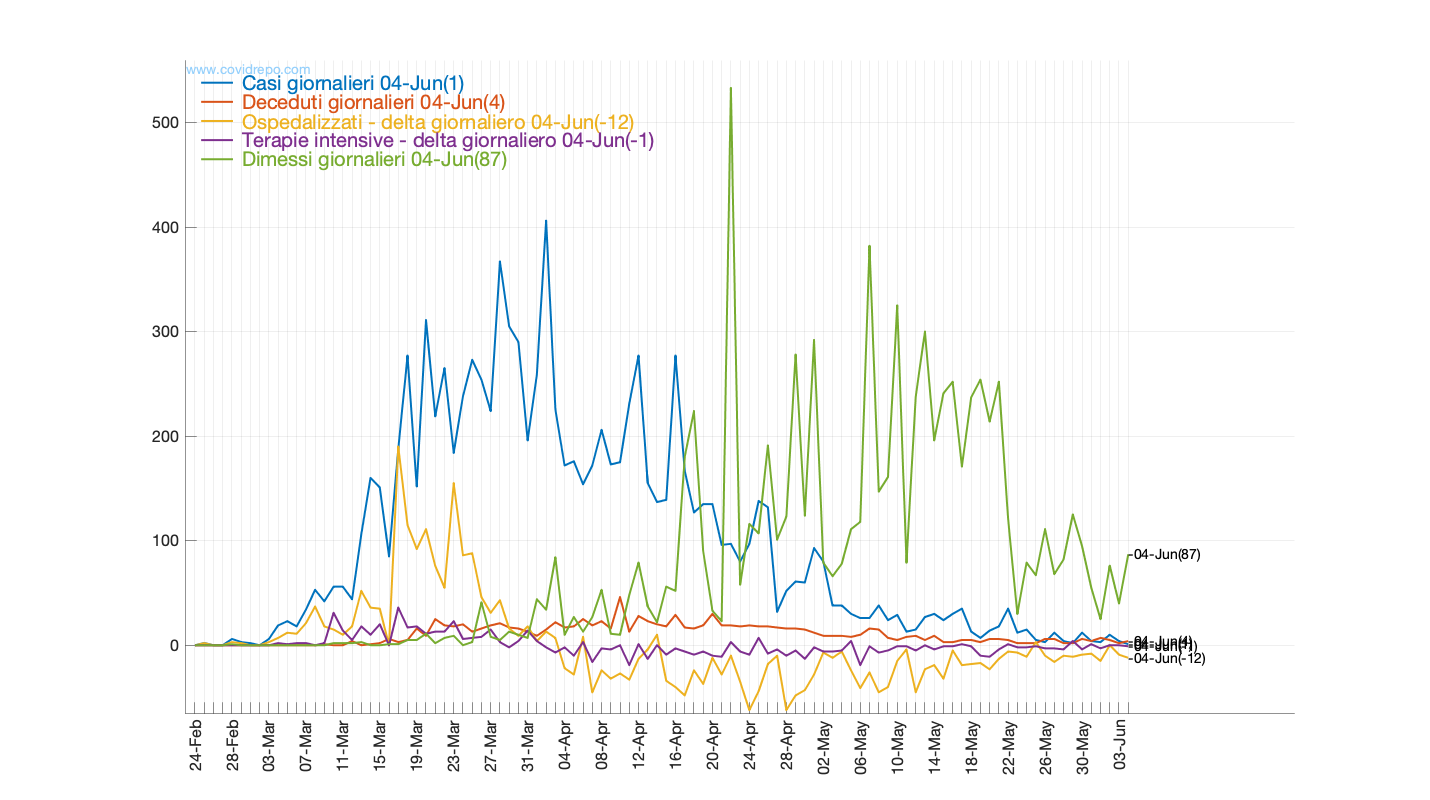 www.covidrepo.com
Casi giornalieri 04-Jun(1)
Deceduti giornalieri 04-Jun(4)
Ospedalizzati - delta giornaliero 04-Jun(-12)
Terapie intensive - delta giornaliero 04-Jun(-1)
Dimessi giornalieri 04-Jun(87)
500
400
300
200
100
0
04-Jun(87)
04-Jun(4)
04-Jun(-12)
24-Feb
28-Feb
03-Mar
07-Mar
11-Mar
15-Mar
19-Mar
23-Mar
27-Mar
31-Mar
04-Apr
08-Apr
12-Apr
16-Apr
20-Apr
24-Apr
28-Apr
02-May
06-May
10-May
14-May
18-May
22-May
26-May
30-May
03-Jun